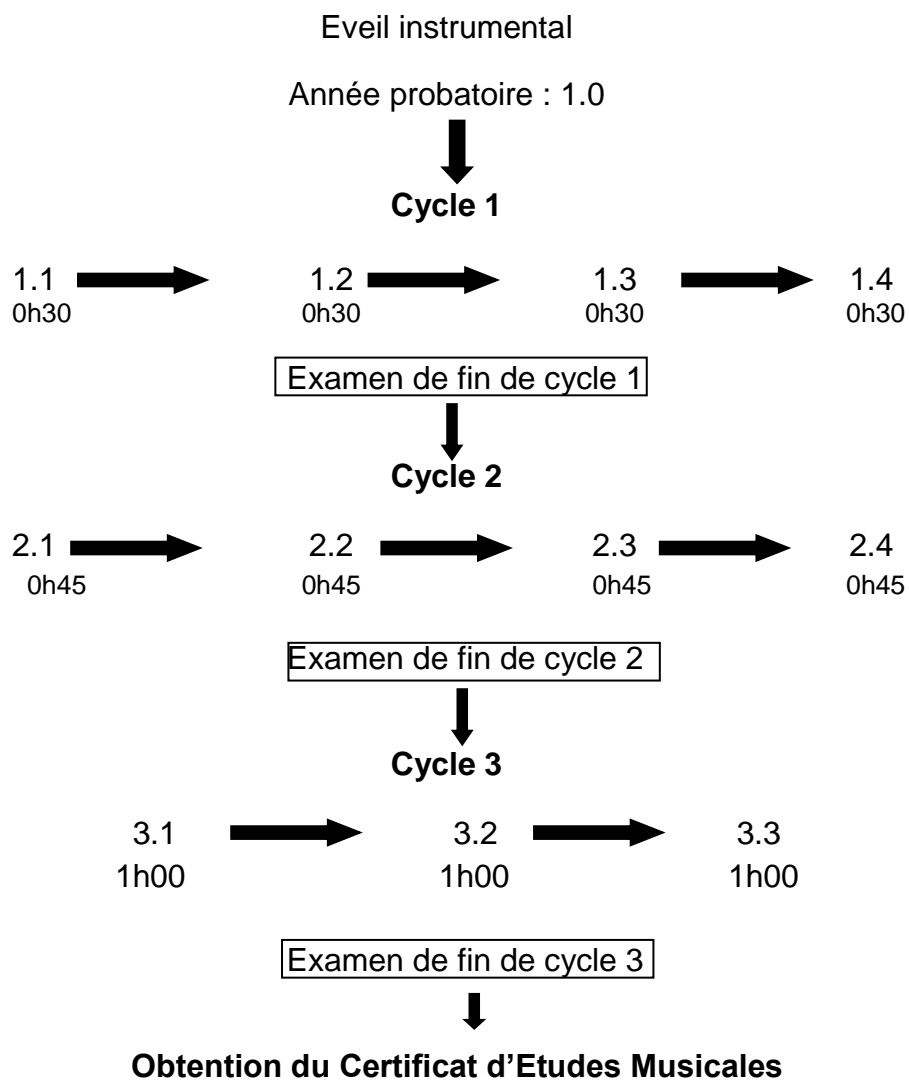 Eveil instrumental
Année probatoire : 1.0
Cycle 1
1.1 1.2 1.3 1.4
0h30 0h30 0h30 0h30
Examen de fin de cycle 1
Cycle 2
2.1 2.2 2.3 2.4
0h45 0h45 0h45 0h45
Examen de fin de cycle 2
Cycle 3
3.1 3.2 3.3
1h00 1h00 1h00
Examen de fin de cycle 3
Obtention du Certificat d’Etudes Musicales